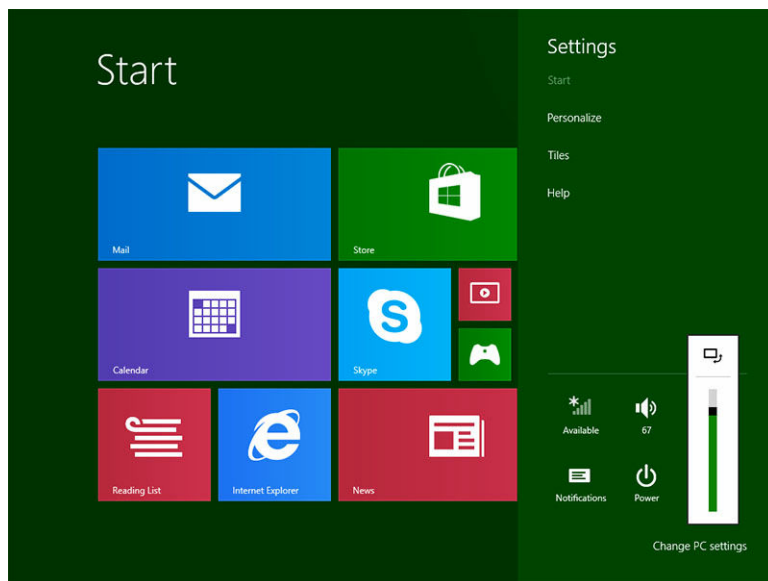 Start
Mail
Store
Calendar
Skype
Reading List
Internet Explorer
News
Settings
Start
Personalize
Tiles
Help
Available
67
Notifications
Power
Change PC settings